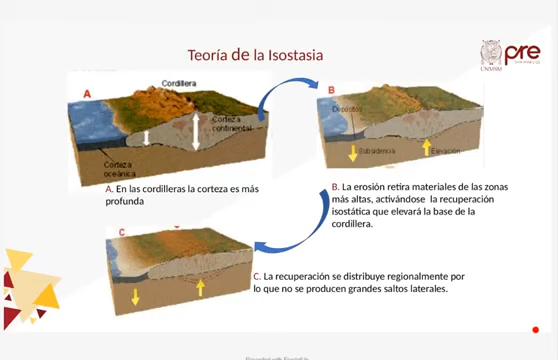 Teoría de la Isostasia
UNMSM
pre
A
Cordillera
Corteza
continental
Corteza
oceánica
B
Depósitos
Subsidencia
Elevación
A. En las cordilleras la corteza es más
profunda
B. La erosión retira materiales de las zonas
más altas, activándose la recuperación
isostática que elevará la base de la
cordillera.
C
C. La recuperación se distribuye regionalmente por
lo que no se producen grandes saltos laterales.